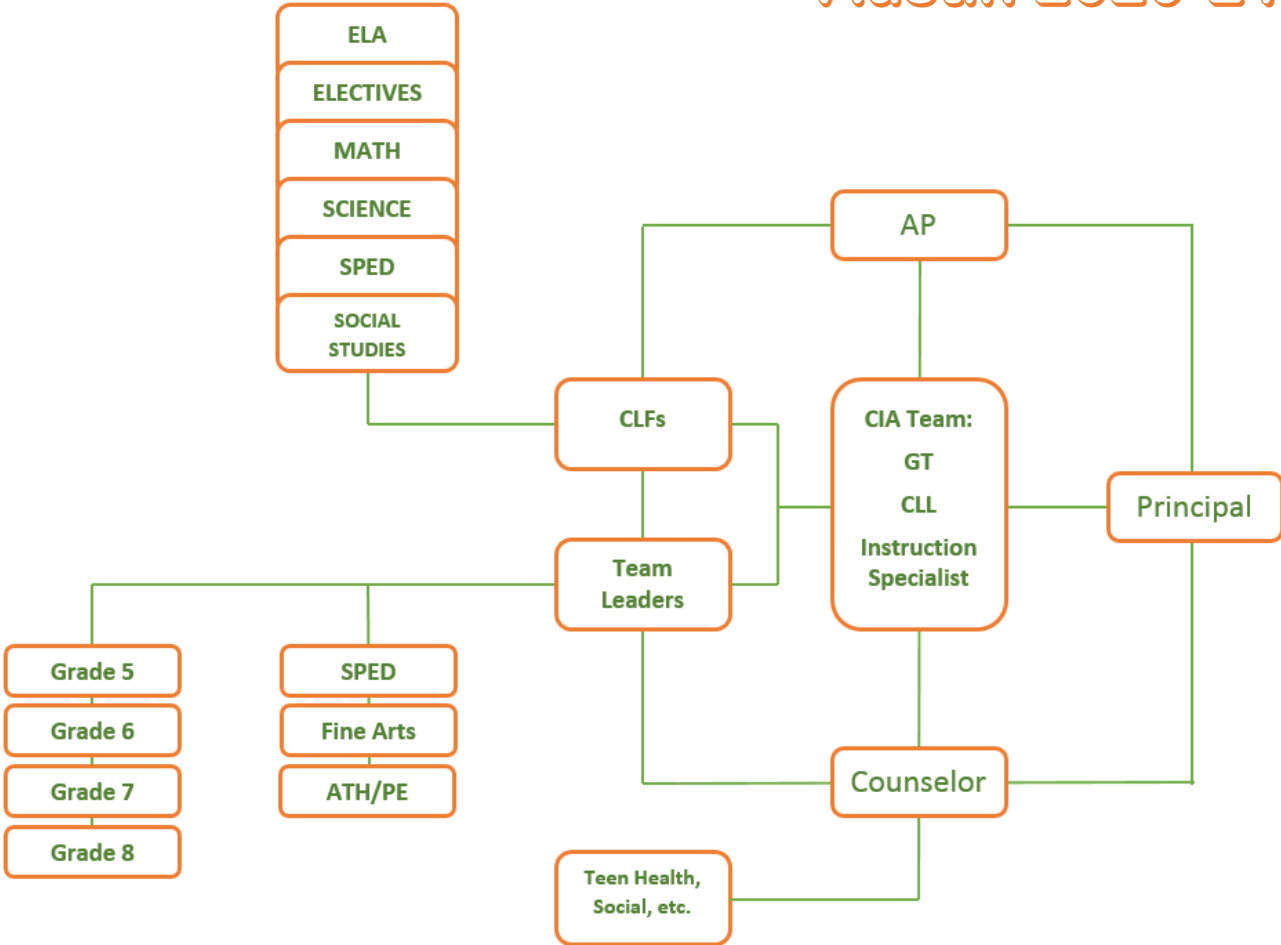 ELA
ELECTIVES
MATH
SCIENCE
SPED
SOCIAL
STUDIES
AP
CLFs
CIA Team:
GT
CLL
Instruction
Specialist
Principal
Team
Leaders
Grade 5
Grade 6
Grade 7
Grade 8
SPED
Fine Arts
ATH/PE
Counselor
Teen Health,
Social, etc.